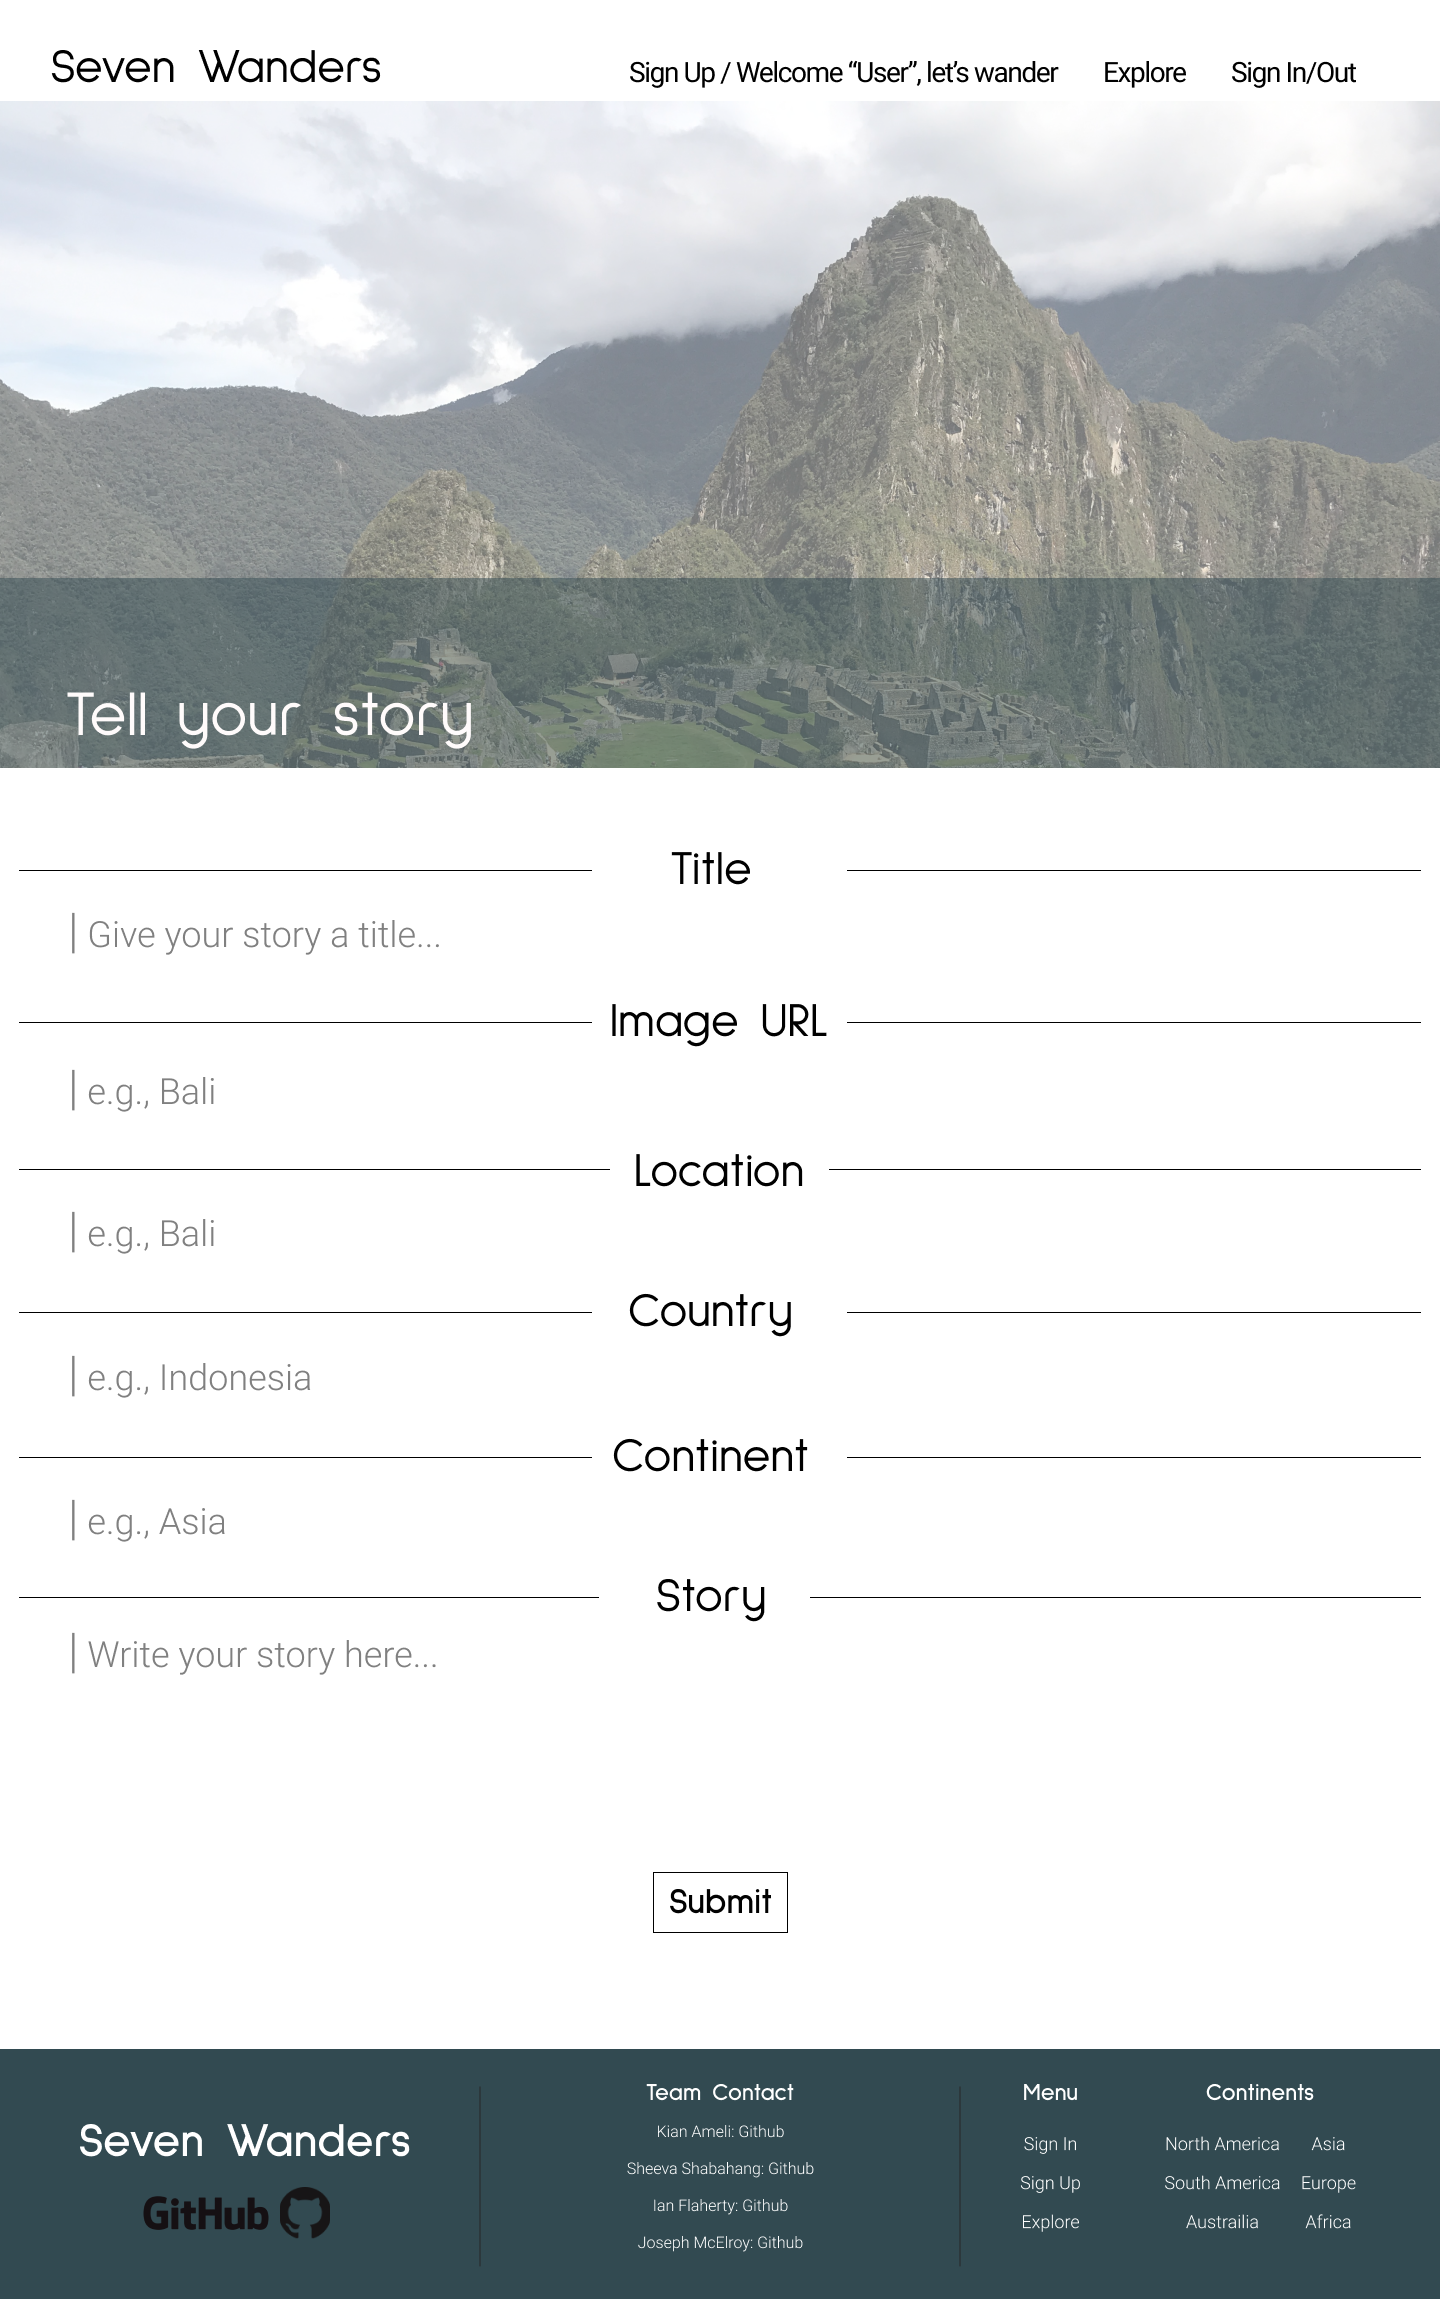 Seven Wanders
Sign Up / Welcome “User”, let’s wander Explore Sign In/Out
Tell your story
Title
Give your story a title...
Image URL
e.g., Bali
Location
e.g., Bali
Country
e.g., Indonesia
Continent
e.g., Asia
Story
Write your story here...
Submit
Seven Wanders
GitHub
Team Contact
Kian Ameli: Github
Sheeva Shabahang: Github
Ian Flaherty: Github
Joseph McElroy: Github
Menu
Sign In
Sign Up
Explore
Continents
North America Asia
South America Europe
Austrailia Africa